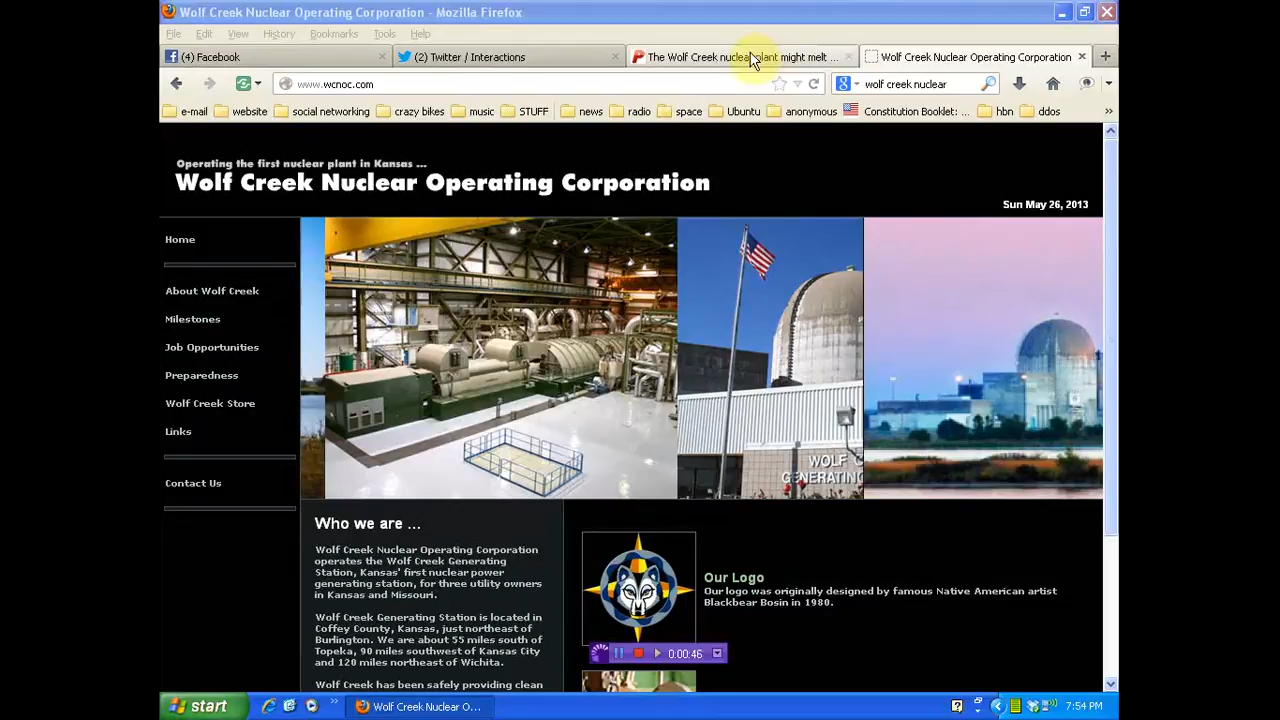 Wolf Creek Nuclear Operating Corporation - Mozilla Firefox
File Edit View History Bookmarks Tools Help
(4) Facebook
(2) Twitter / Interactions
The Wolf Creek nuclear plant might melt ...
Wolf Creek Nuclear Operating Corporation
www.wcnoc.com
wolf creek nuclear
e-mail website social networking crazy bikes music STUFF news radio space Ubuntu anonymous Constitution Booklet: ... hbn ddos
Operating the first nuclear plant in Kansas ...
Wolf Creek Nuclear Operating Corporation
Sun May 26, 2013
Home
About Wolf Creek
Milestones
Job Opportunities
Preparedness
Wolf Creek Store
Links
Contact Us
WOLF C
GENERATING
Who we are ...
Wolf Creek Nuclear Operating Corporation
operates the Wolf Creek Generating
Station, Kansas' first nuclear power
generating station, for three utility owners
in Kansas and Missouri.
Wolf Creek Generating Station is located in
Coffey County, Kansas, just northeast of
Burlington. We are about 55 miles south of
Topeka, 90 miles southwest of Kansas City
and 120 miles northeast of Wichita.
Wolf Creek has been safely providing clean
Our Logo
Our logo was originally designed by famous Native American artist
Blackbear Bosin in 1980.
0:00:46
start
Wolf Creek Nuclear O...
7:54 PM